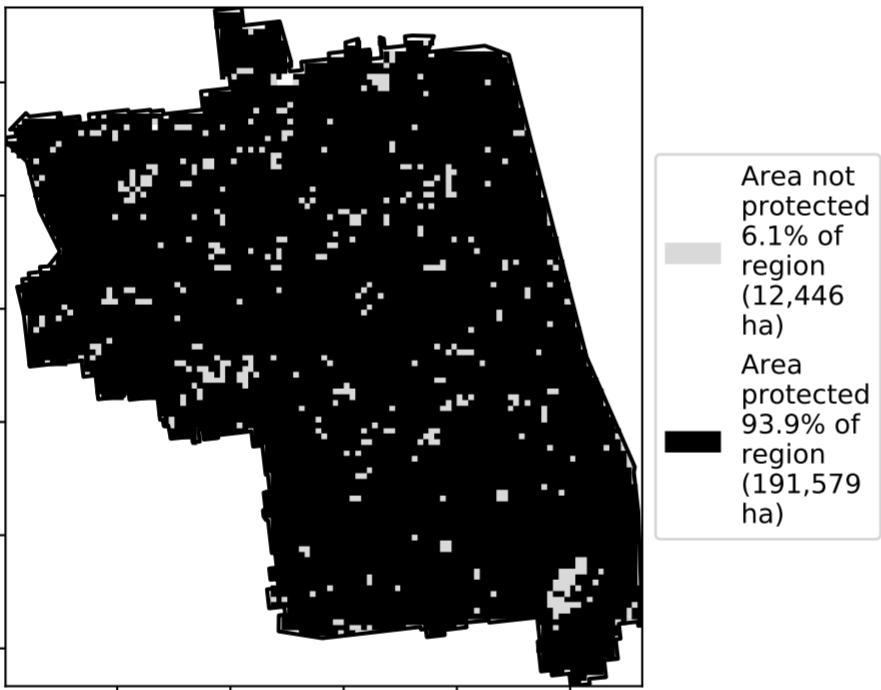 Area not
protected
6.1% of
region
(12,446
ha)
Area
protected
93.9% of
region
(191,579
ha)